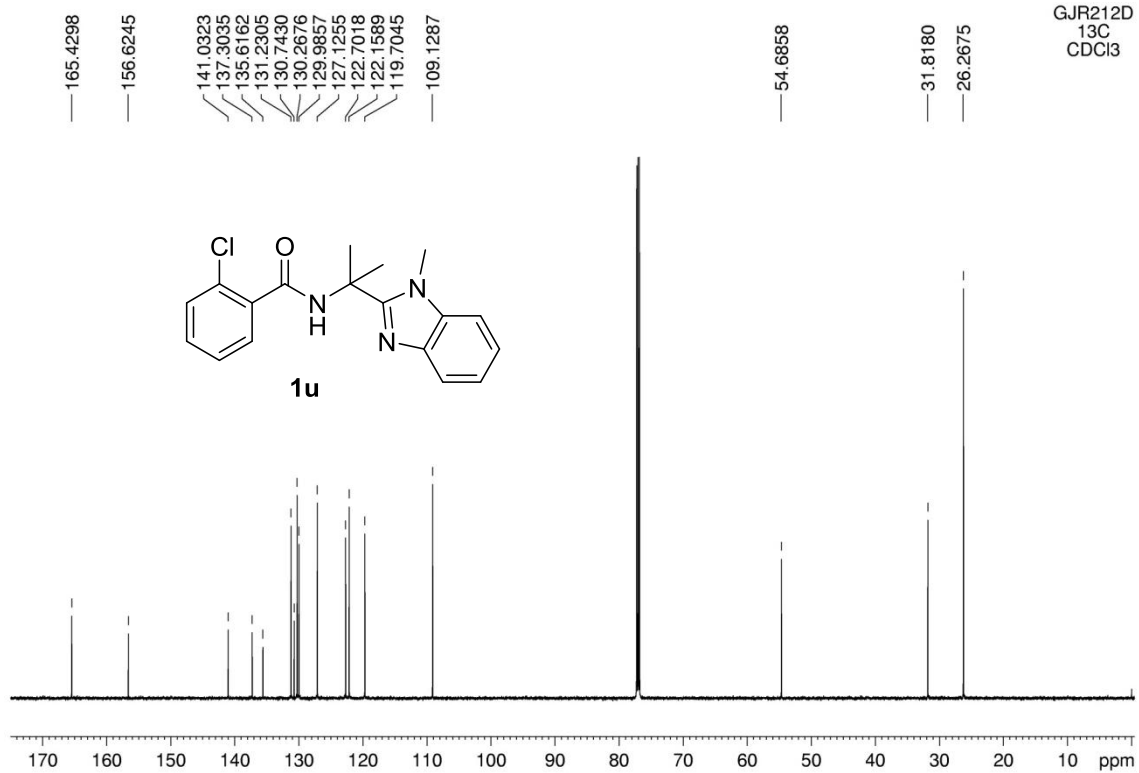 GJR212D
13C
CDCl3
165.4298
156.6245
141.0323
137.3035
135.6162
131.2305
130.7430
130.2676
129.9857
127.1255
122.7018
122.1589
119.7045
109.1287
54.6858
31.8180
26.2675
Cl O
N
N
H
N
1u
170 160 150 140 130 120 110 100 90 80 70 60 50 40 30 20 10 ppm